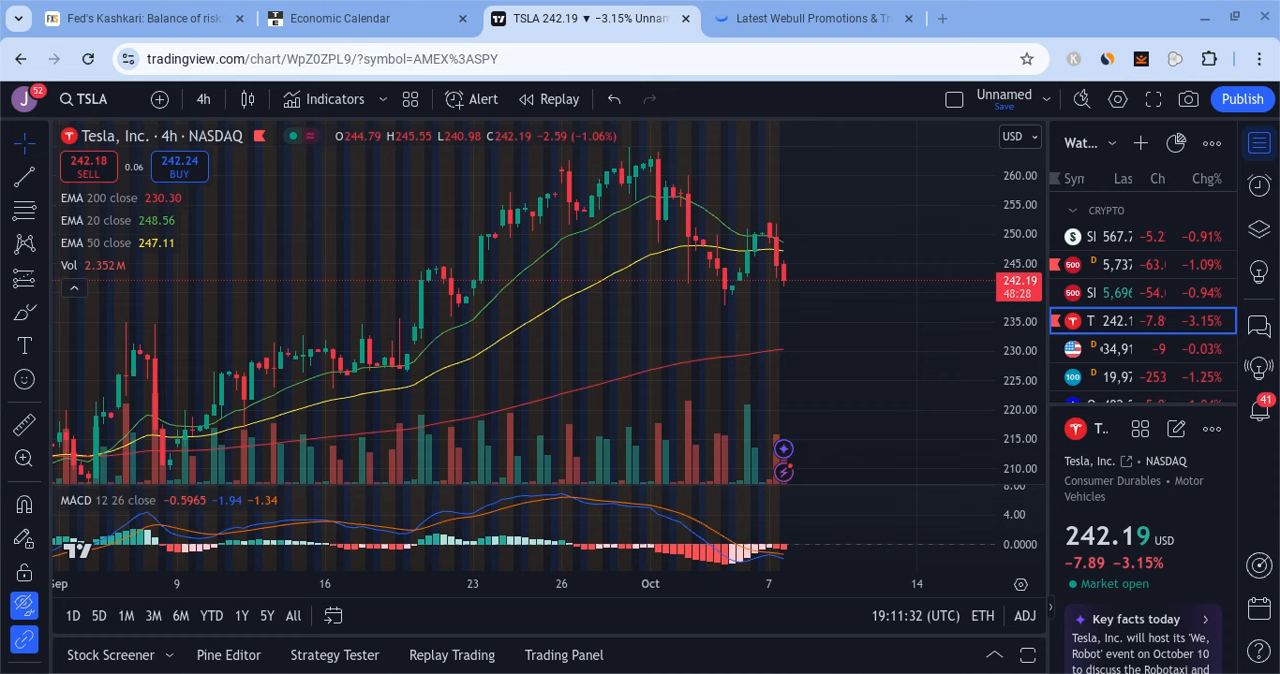 Fed's Kashkari: Balance of risk
Economic Calendar
TSLA 242.19 ▼ −3.15% Unnam
Latest Webull Promotions & Tr
tradingview.com/chart/WpZ0ZPL9/?symbol=AMEX%3ASPY
K
J 52 TSLA 4h Indicators Alert Replay Unnamed Save Publish
Tesla, Inc. · 4h · NASDAQ O244.79 H245.55 L240.98 C242.19 −2.59 (−1.06%)
USD
242.18 SELL 0.06 242.24 BUY
EMA 200 close 230.30
EMA 20 close 248.56
EMA 50 close 247.11
Vol 2.352M
260.00
255.00
250.00
245.00
242.19
48:28
235.00
230.00
225.00
220.00
215.00
210.00
MACD 12 26 close −0.5965 −1.94 −1.34
8.00
4.00
0.0000
Sep 9 16 23 26 Oct 7 14
1D 5D 1M 3M 6M YTD 1Y 5Y All 19:11:32 (UTC) ETH ADJ
Stock Screener Pine Editor Strategy Tester Replay Trading Trading Panel
Wat...
Syn Las Ch Chg%
CRYPTO
S SI 567.7 −5.2 −0.91%
500 D 5,737 −63. −1.09%
500 SI 5,696 −54. −0.94%
T 242.1 −7.8 −3.15%
D 34,91 −9 −0.03%
100 D 19,97 −253 −1.25%
T..
Tesla, Inc. • NASDAQ
Consumer Durables • Motor
Vehicles
242.19 USD
−7.89 −3.15%
Market open
Key facts today
Tesla, Inc. will host its 'We,
Robot' event on October 10
to discuss the Robotaxi and
41